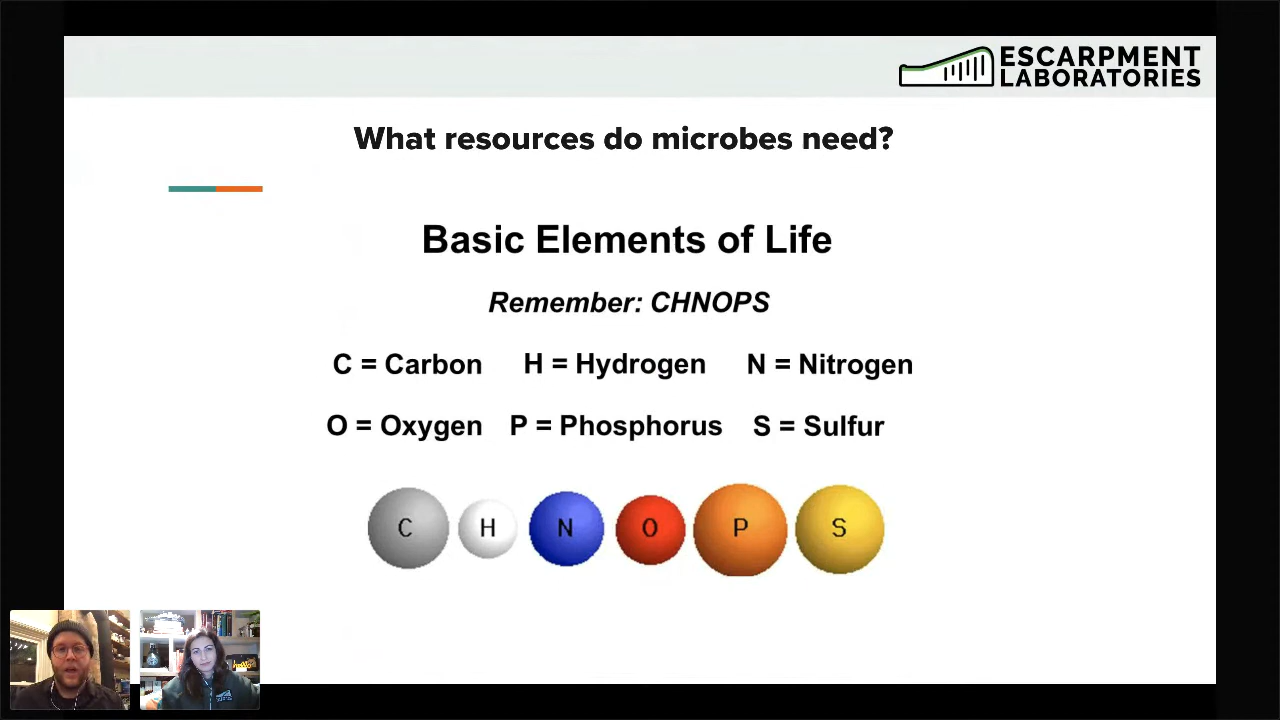 ESCARPMENT
LABORATORIES
What resources do microbes need?
Basic Elements of Life
Remember: CHNOPS
C = Carbon H = Hydrogen N = Nitrogen
O = Oxygen P = Phosphorus S = Sulfur
C H N O P S